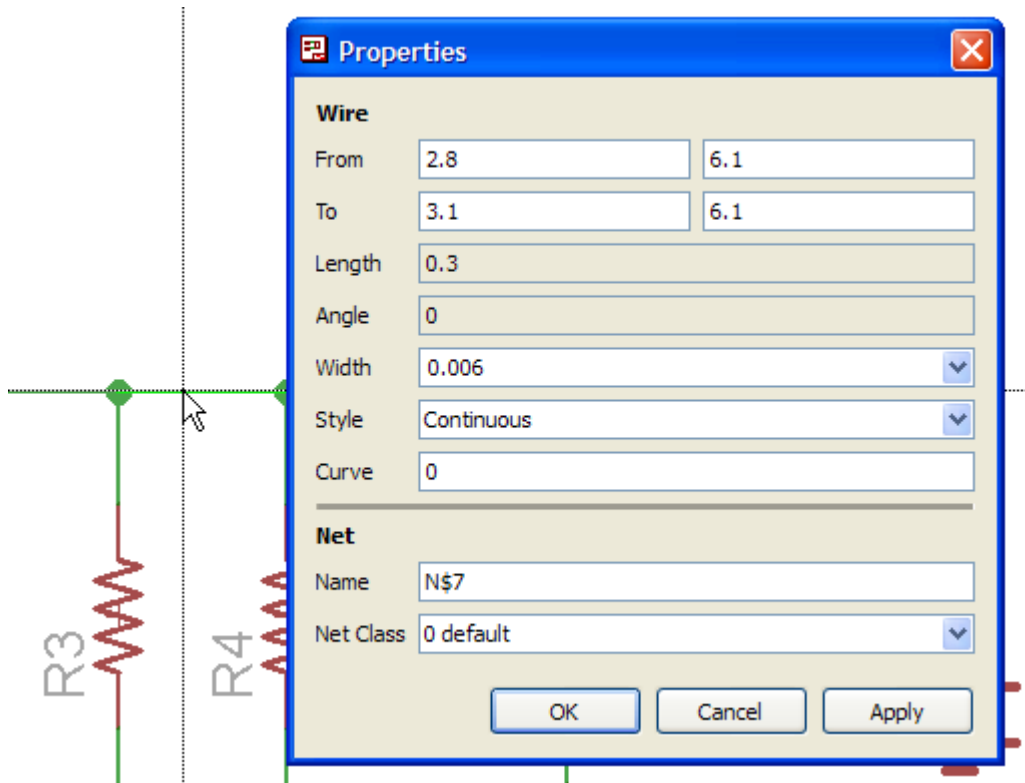 Properties
Wire
From 2.8 6.1
To 3.1 6.1
Length 0.3
Angle 0
Width 0.006
Style Continuous
Curve 0
Net
Name N$7
Net Class 0 default
OK Cancel Apply
R3 R4